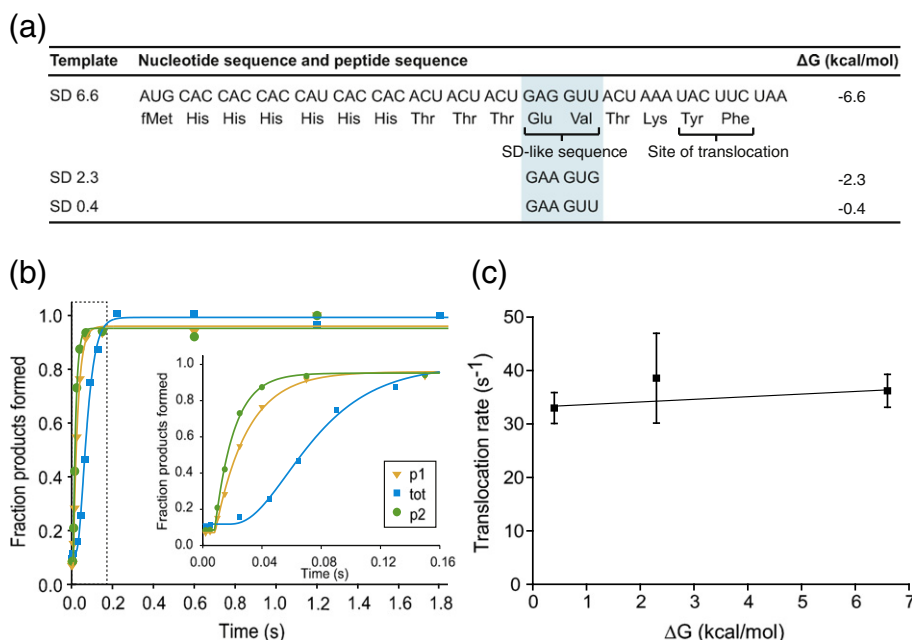 (a)
Template Nucleotide sequence and peptide sequence ΔG (kcal/mol)
SD 6.6 AUG CAC CAC CAC CAU CAC CAC ACU ACU ACU GAG GUU ACU AAA UAC UUC UAA -6.6
fMet His His His His His His Thr Thr Thr Glu Val Thr Lys Tyr Phe
SD-like sequence Site of translocation
SD 2.3 GAA GUG -2.3
SD 0.4 GAA GUU -0.4
(b)
Fraction products formed
1.0
0.8
0.6
0.4
0.2
0.0
0.0 0.2 0.4 0.6 0.8 1.0 1.2 1.4 1.6 1.8
Time (s)
Fraction products formed
1.0
0.8
0.6
0.4
0.2
0.0
0.00 0.04 0.08 0.12 0.16
Time (s)
p1
tot
p2
(c)
Translocation rate (s⁻¹)
50
40
30
20
10
0
0 1 2 3 4 5 6 7
ΔG (kcal/mol)